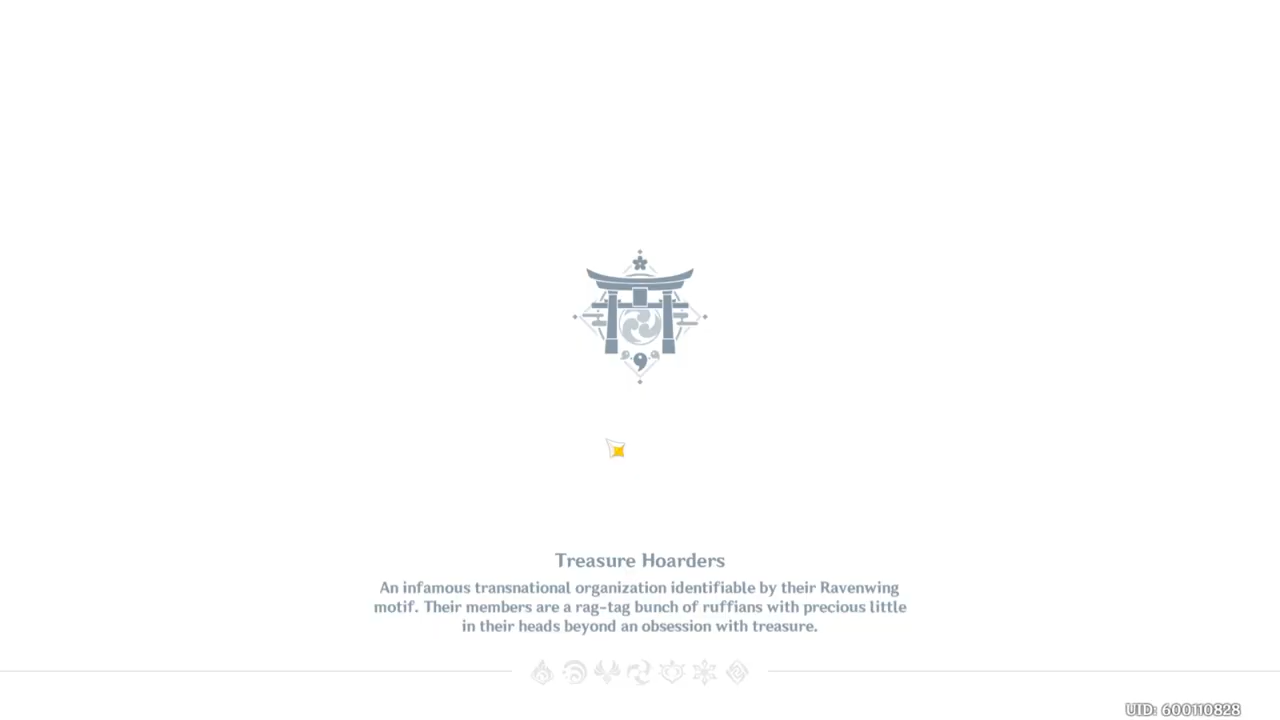 Treasure Hoarders
An infamous transnational organization identifiable by their Ravenwing
motif. Their members are a rag-tag bunch of ruffians with precious little
in their heads beyond an obsession with treasure.
UID: 600110828